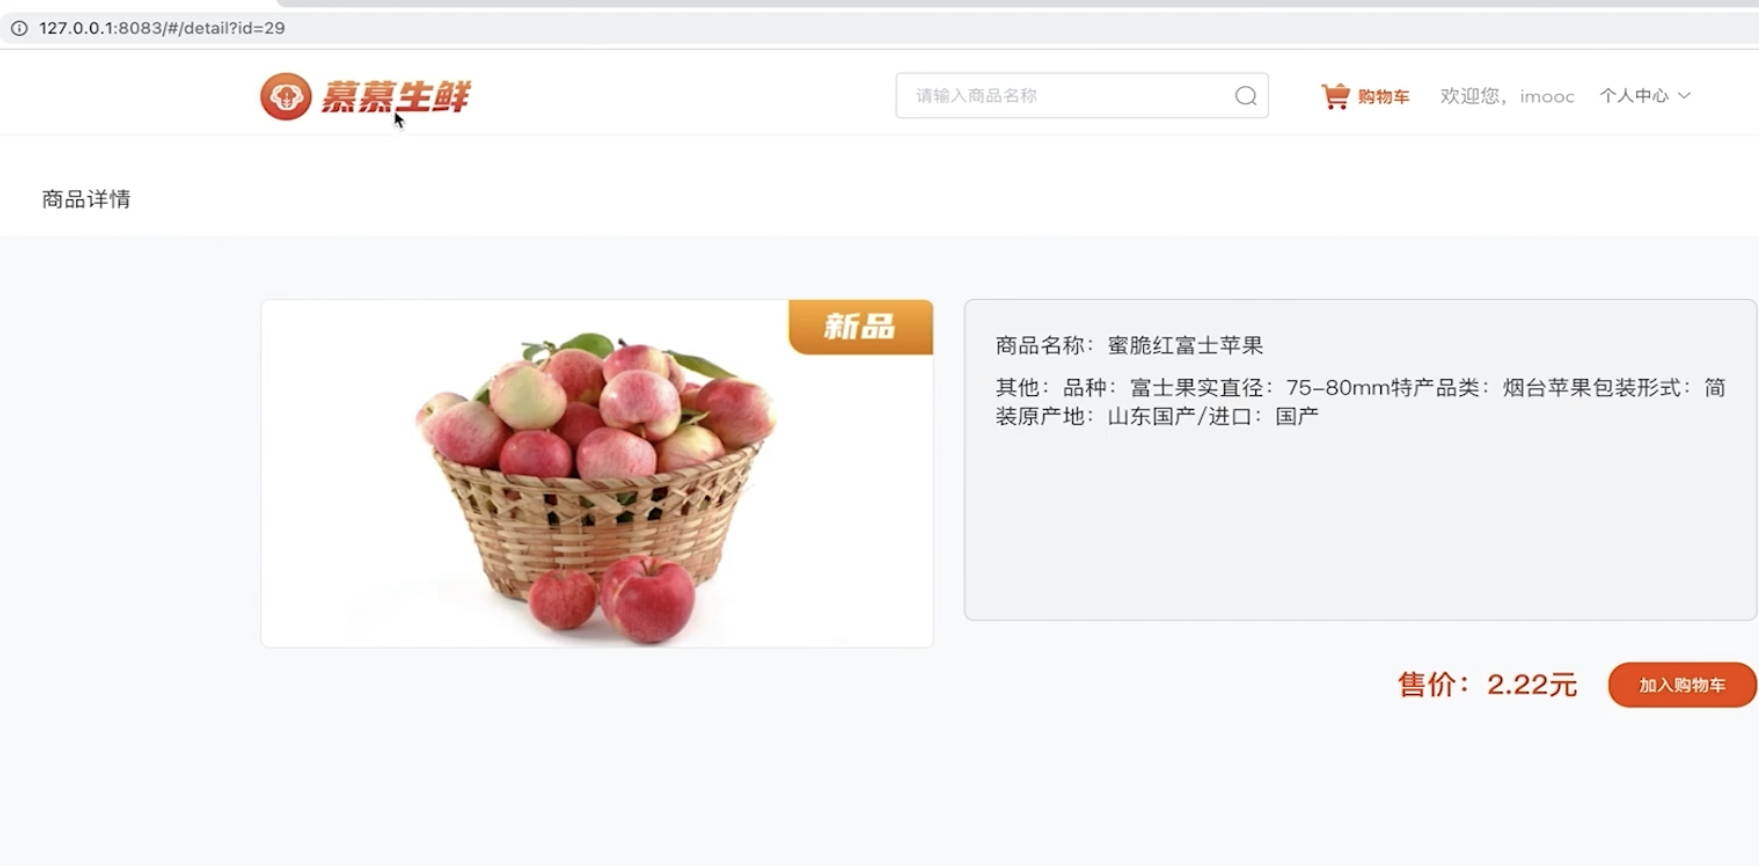 127.0.0.1:8083/#/detail?id=29
慕慕生鲜
请输入商品名称
购物车
欢迎您，imooc
个人中心
商品详情
新品
商品名称：蜜脆红富士苹果
其他：品种：富士果实直径：75-80mm特产品类：烟台苹果包装形式：简
装原产地：山东国产/进口：国产
售价：2.22元
加入购物车